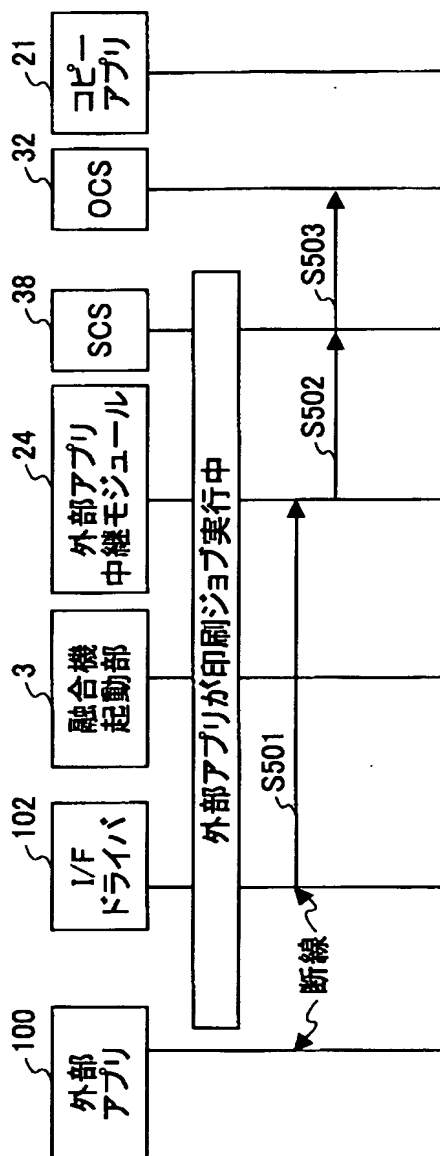 100
外部
アプリ
102
I/F
ドライバ
3
融合機
起動部
24
外部アプリ
中継モジュール
38
SCS
32
OCS
21
コピー
アプリ
外部アプリが印刷ジョブ実行中
断線
S501
S502
S503